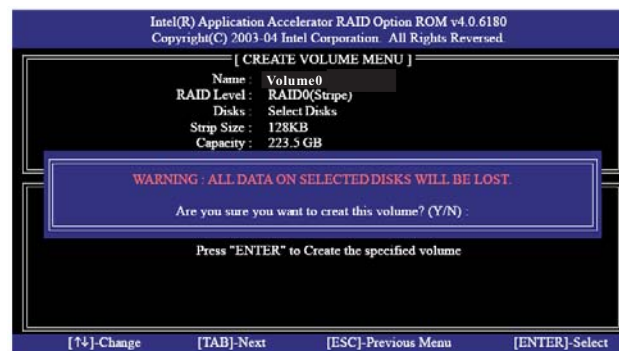 Intel(R) Application Accelerator RAID Option ROM v4.0.6180
Copyright(C) 2003-04 Intel Corporation. All Rights Reversed.
[ CREATE VOLUME MENU ]
Name : Volume0
RAID Level : RAID0(Stripe)
Disks : Select Disks
Strip Size : 128KB
Capacity : 223.5 GB
WARNING : ALL DATA ON SELECTED DISKS WILL BE LOST.
Are you sure you want to creat this volume? (Y/N) :
Press "ENTER" to Create the specified volume
[↑↓]-Change [TAB]-Next [ESC]-Previous Menu [ENTER]-Select